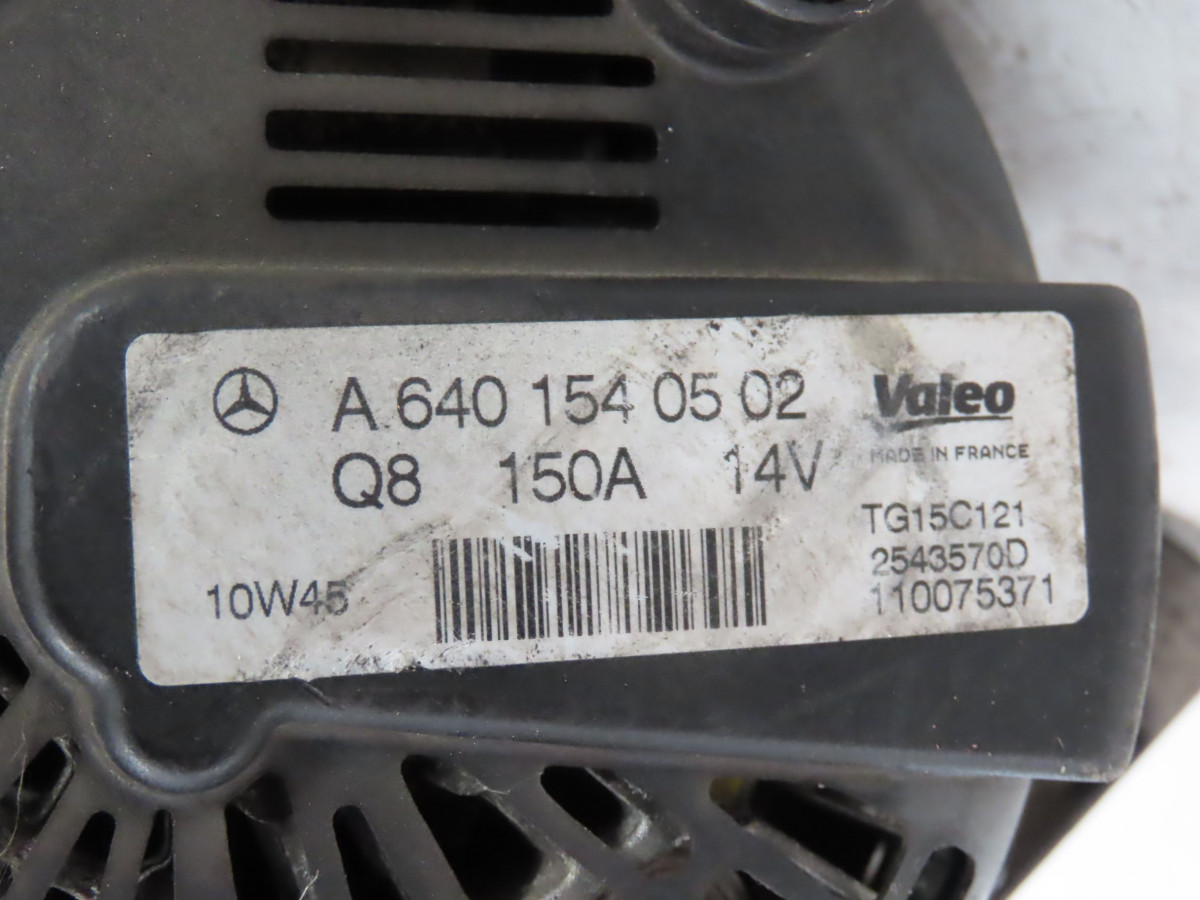 A 640 154 05 02
Q8 150A 14V
10W45
Valeo
MADE IN FRANCE
TG15C121
2543570D
110075371